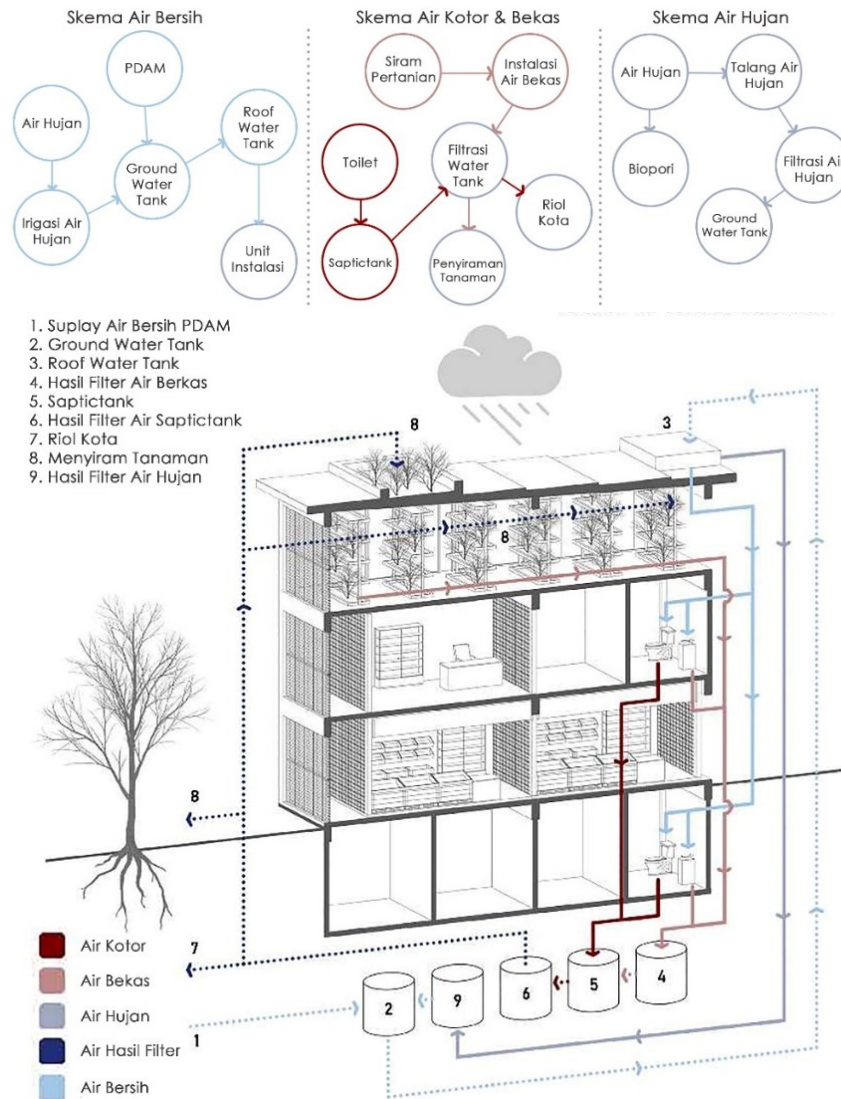 Skema Air Bersih
PDAM
Air Hujan
Roof
Water
Tank
Ground
Water
Tank
Irigasi Air
Hujan
Unit
Instalasi
Skema Air Kotor & Bekas
Siram
Pertanian
Instalasi
Air Bekas
Toilet
Filtrasi
Water
Tank
Riol
Kota
Saptictank
Penyiraman
Tanaman
Skema Air Hujan
Air Hujan
Talang Air
Hujan
Biopori
Filtrasi Air
Hujan
Ground
Water Tank
1. Suplay Air Bersih PDAM
2. Ground Water Tank
3. Roof Water Tank
4. Hasil Filter Air Berkas
5. Saptictank
6. Hasil Filter Air Saptictank
7. Riol Kota
8. Menyiram Tanaman
9. Hasil Filter Air Hujan
8
3
8
8
7
1
2
9
6
5
4
Air Kotor
Air Bekas
Air Hujan
Air Hasil Filter
Air Bersih